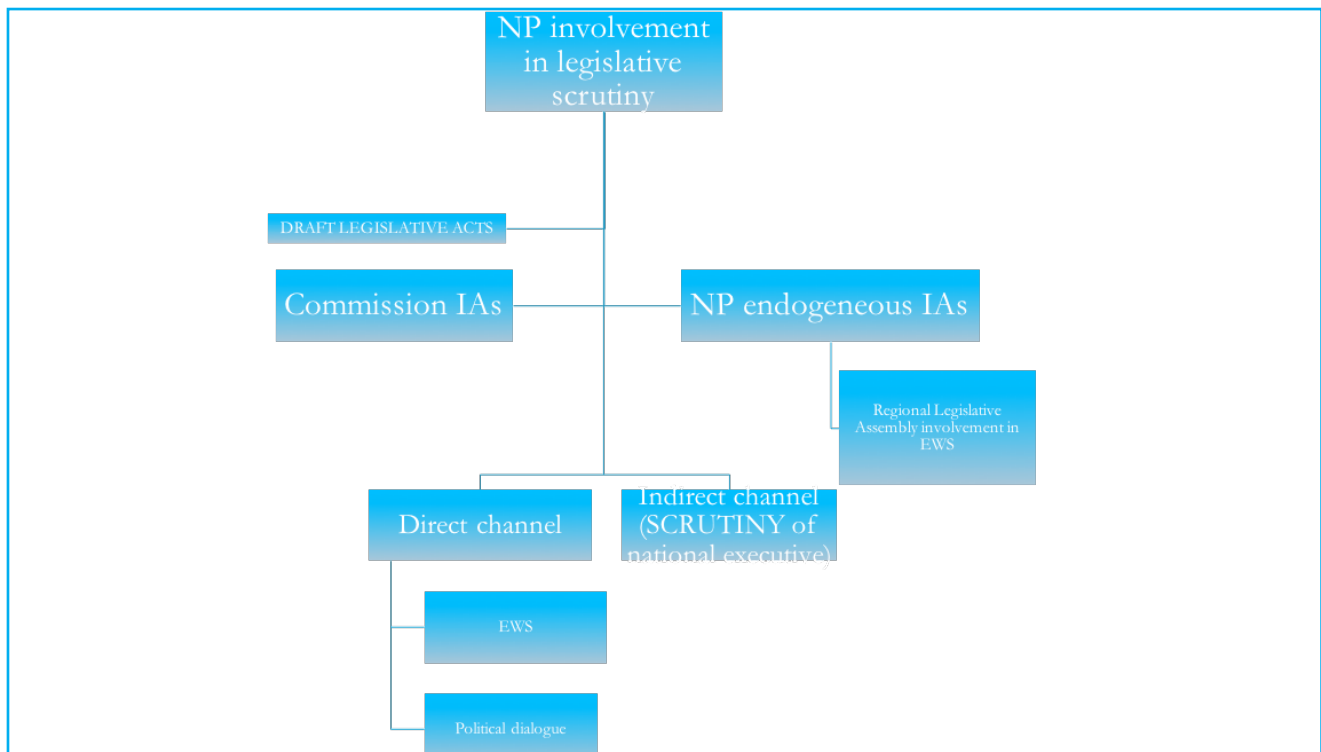 NP involvement
in legislative
scrutiny
DRAFT LEGISLATIVE ACTS
Commission IAs
NP endogeneous IAs
Regional Legislative
Assembly involvement in
EWS
Direct channel
Indirect channel
(SCRUTINY of
national executive)
EWS
Political dialogue